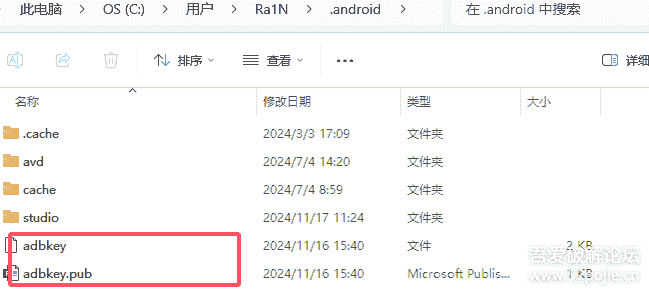 此电脑 > OS (C:) > 用户 > Ra1N > .android > 在 .android 中搜索
排序 查看 ... 详细
名称 修改日期 类型 大小
.cache 2024/3/3 17:09 文件夹
avd 2024/7/4 14:20 文件夹
cache 2024/7/4 8:59 文件夹
studio 2024/11/17 11:24 文件夹
adbkey 2024/11/16 15:40 文件 2 KB
adbkey.pub 2024/11/16 15:40 Microsoft Publis... 1 KB
吾爱破解论坛
www.52pojie.cn